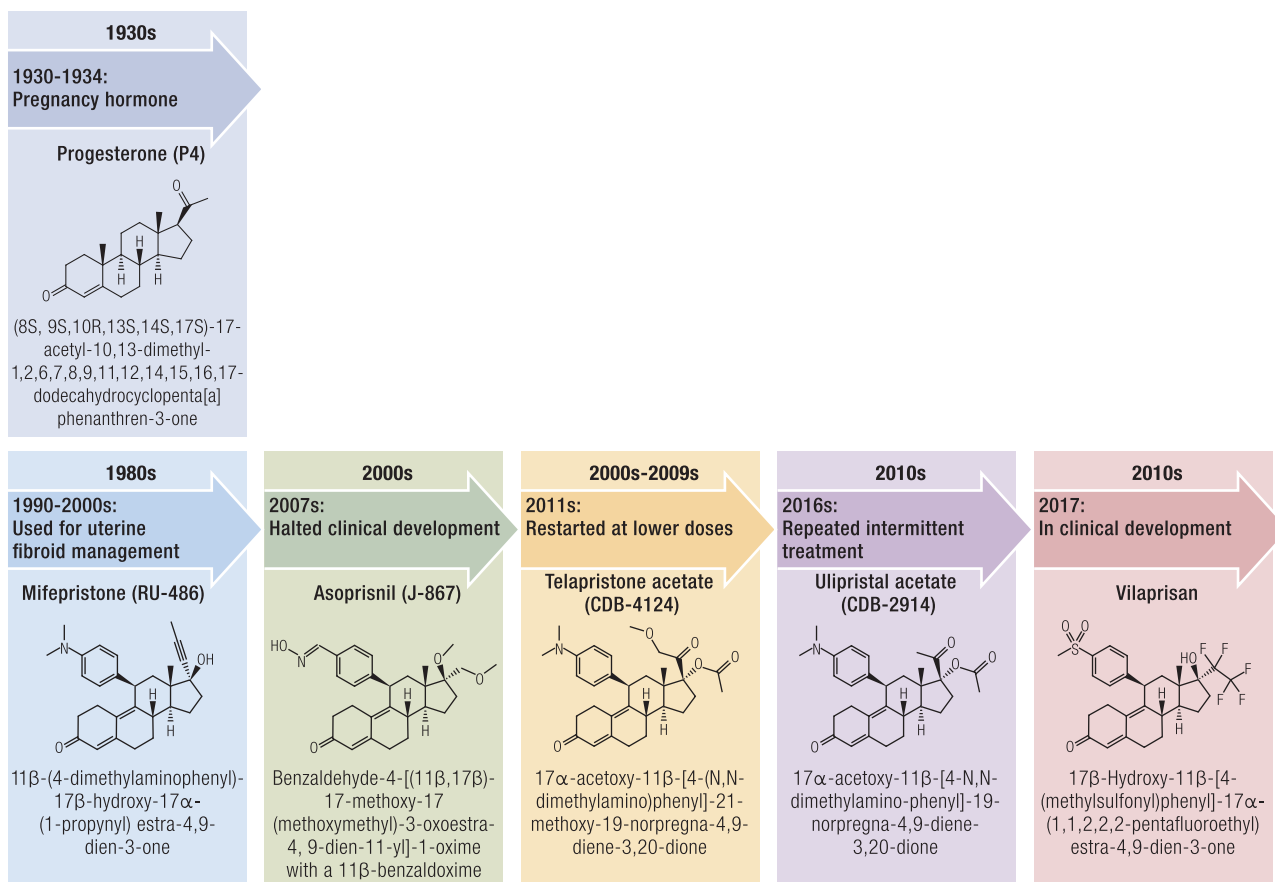 1930s
1930-1934:
Pregnancy hormone
Progesterone (P4)
O
H
H
H
O
(8S, 9S,10R,13S,14S,17S)-17-
acetyl-10,13-dimethyl-
1,2,6,7,8,9,11,12,14,15,16,17-
dodecahydrocyclopenta[a]
phenanthren-3-one
1980s
1990-2000s:
Used for uterine
fibroid management
Mifepristone (RU-486)
N
OH
H
H
O
11β-(4-dimethylaminophenyl)-
17β-hydroxy-17α-
(1-propynyl) estra-4,9-
dien-3-one
2000s
2007s:
Halted clinical development
Asoprisnil (J-867)
HO
N
O
O
H
H
O
Benzaldehyde-4-[(11β,17β)-
17-methoxy-17
(methoxymethyl)-3-oxoestra-
4, 9-dien-11-yl]-1-oxime
with a 11β-benzaldoxime
2000s-2009s
2011s:
Restarted at lower doses
Telapristone acetate
(CDB-4124)
N
O
O
O
O
H
H
O
17α-acetoxy-11β-[4-(N,N-
dimethylamino)phenyl]-21-
methoxy-19-norpregna-4,9-
diene-3,20-dione
2010s
2016s:
Repeated intermittent
treatment
Ulipristal acetate
(CDB-2914)
N
O
O
O
H
H
O
17α-acetoxy-11β-[4-N,N-
dimethylamino-phenyl]-19-
norpregna-4,9-diene-
3,20-dione
2010s
2017:
In clinical development
Vilaprisan
O
O
S
HO
F
F
F
F
F
H
H
O
17β-Hydroxy-11β-[4-
(methylsulfonyl)phenyl]-17α-
(1,1,2,2,2-pentafluoroethyl)
estra-4,9-dien-3-one